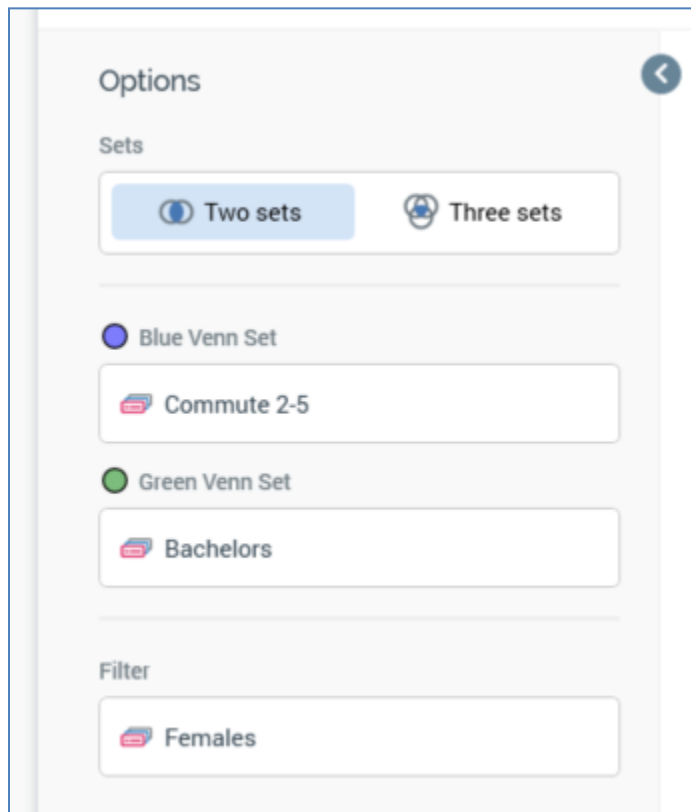 Options
Sets
Two sets Three sets
Blue Venn Set
Commute 2-5
Green Venn Set
Bachelors
Filter
Females